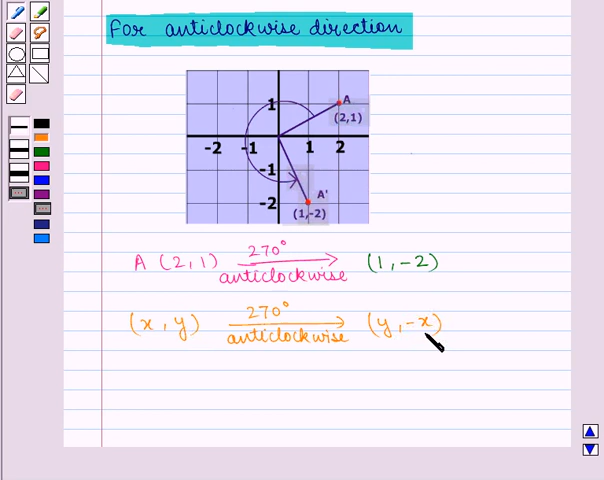 For anticlockwise direction
1
A
(2,1)
-2 -1 1 2
-1
-2
A'
(1,-2)
A (2,1) 270° anticlockwise (1,-2)
(x,y) 270° anticlockwise (y,-x)